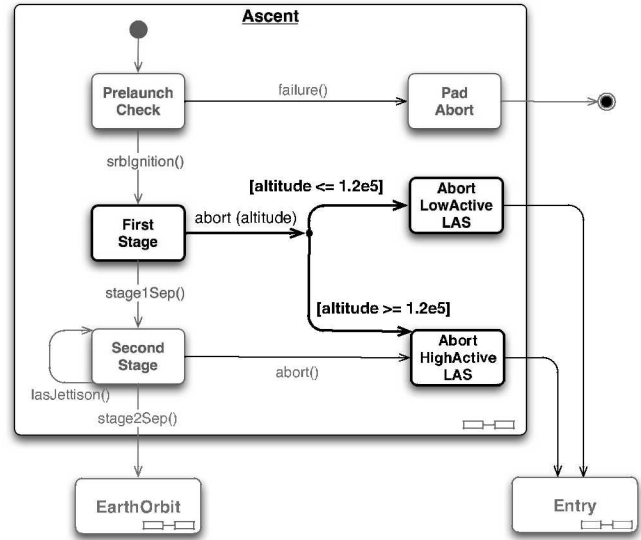 Ascent
Prelaunch
Check
failure()
Pad
Abort
srbIgnition()
[altitude <= 1.2e5]
Abort
LowActive
LAS
First
Stage
abort (altitude)
stage1Sep()
[altitude >= 1.2e5]
Second
Stage
abort()
Abort
HighActive
LAS
lasJettison()
stage2Sep()
EarthOrbit
Entry